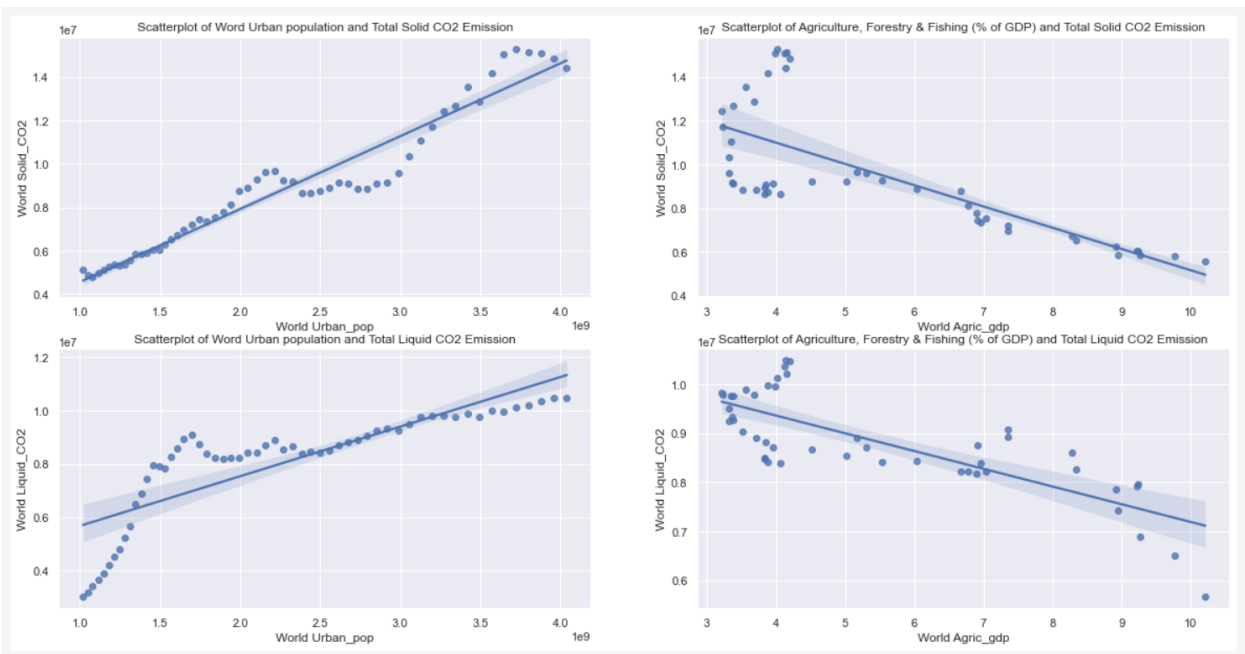 Scatterplot of Word Urban population and Total Solid CO2 Emission
1e7
1.4
1.2
1.0
0.8
0.6
0.4
World Solid_CO2
1.0 1.5 2.0 2.5 3.0 3.5 4.0
World Urban_pop
1e9
Scatterplot of Agriculture, Forestry & Fishing (% of GDP) and Total Solid CO2 Emission
1e7
1.4
1.2
1.0
0.8
0.6
0.4
World Solid_CO2
3 4 5 6 7 8 9 10
World Agric_gdp
Scatterplot of Word Urban population and Total Liquid CO2 Emission
1e7
1.2
1.0
0.8
0.6
0.4
World Liquid_CO2
1.0 1.5 2.0 2.5 3.0 3.5 4.0
World Urban_pop
1e9
Scatterplot of Agriculture, Forestry & Fishing (% of GDP) and Total Liquid CO2 Emission
1e7
1.0
0.9
0.8
0.7
0.6
World Liquid_CO2
3 4 5 6 7 8 9 10
World Agric_gdp